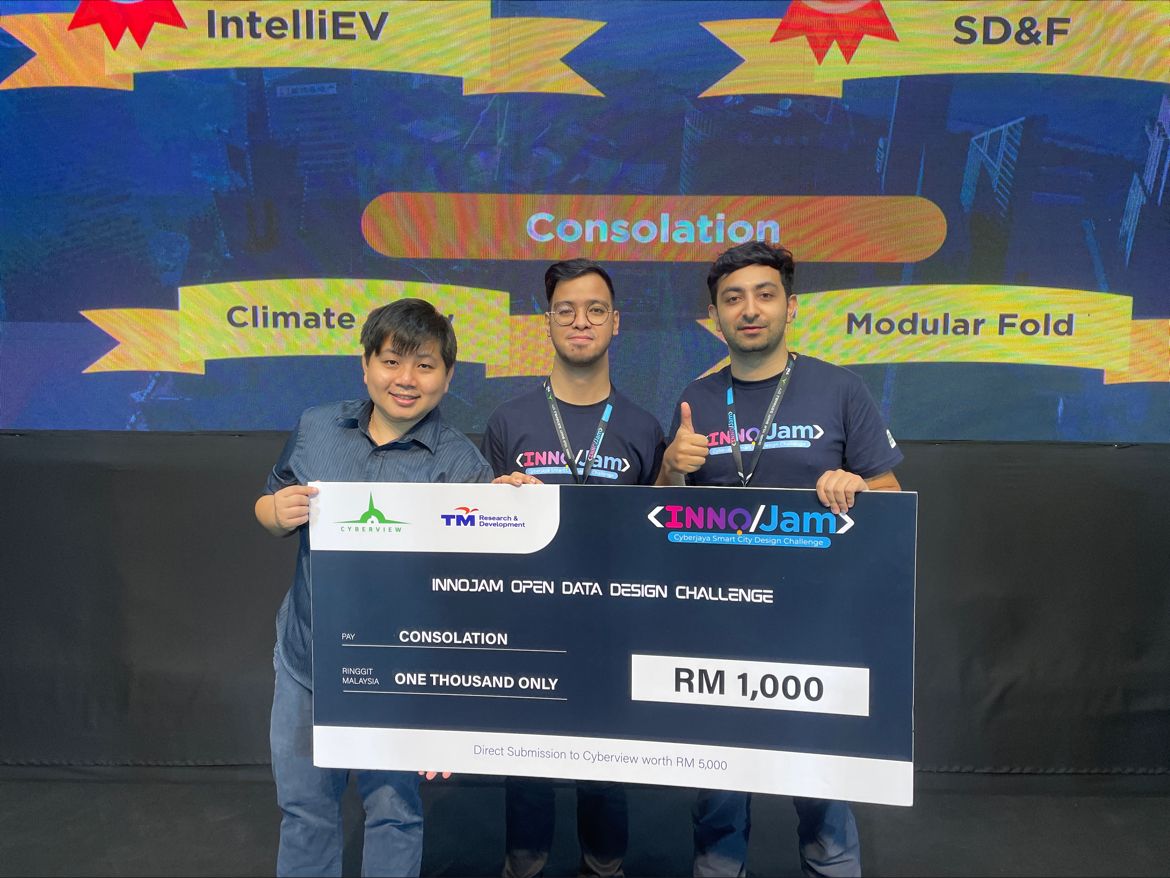 IntelliEV
SD&F
Consolation
Climate
Modular Fold
<INNO/Jam>
<INNO/Jam>
CYBERVIEW
TM Research &
Development
<INNO/Jam>
Cyberjaya Smart City Design Challenge
INNOJAM OPEN DATA DESIGN CHALLENGE
PAY CONSOLATION
RINGGIT
MALAYSIA ONE THOUSAND ONLY
RM 1,000
Direct Submission to Cyberview worth RM 5,000